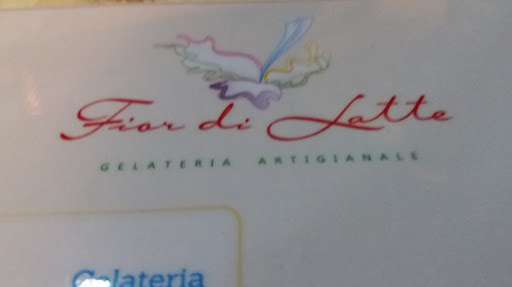 Fior di Latte
GELATERIA ARTIGIANALE
Gelateria